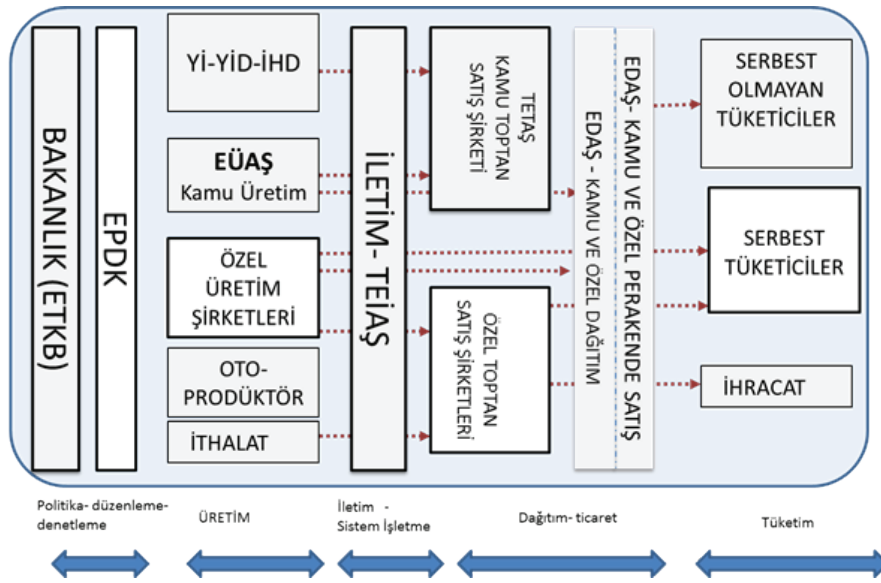 BAKANLIK (ETKB)
EPDK
Yİ-YİD-İHD
EÜAŞ
Kamu Üretim
ÖZEL
ÜRETİM
ŞİRKETLERİ
OTO-
PRODÜKTÖR
İTHALAT
İLETİM- TEİAŞ
TETAŞ
KAMU TOPTAN
SATIŞ ŞİRKETİ
ÖZEL TOPTAN
SATIŞ ŞİRKETLERİ
EDAŞ - KAMU VE ÖZEL DAĞITIM
EDAŞ- KAMU VE ÖZEL PERAKENDE SATIŞ
SERBEST
OLMAYAN
TÜKETİCİLER
SERBEST
TÜKETİCİLER
İHRACAT
Politika- düzenleme-
denetleme
ÜRETİM
İletim -
Sistem İşletme
Dağıtım- ticaret
Tüketim